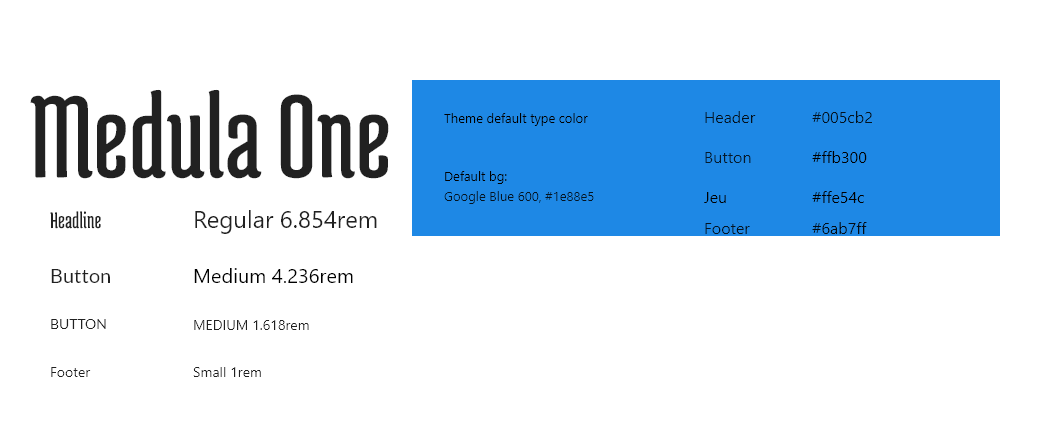 Medula One
Headline Regular 6.854rem
Button Medium 4.236rem
BUTTON MEDIUM 1.618rem
Footer Small 1rem
Theme default type color
Default bg:
Google Blue 600, #1e88e5
Header #005cb2
Button #ffb300
Jeu #ffe54c
Footer #6ab7ff